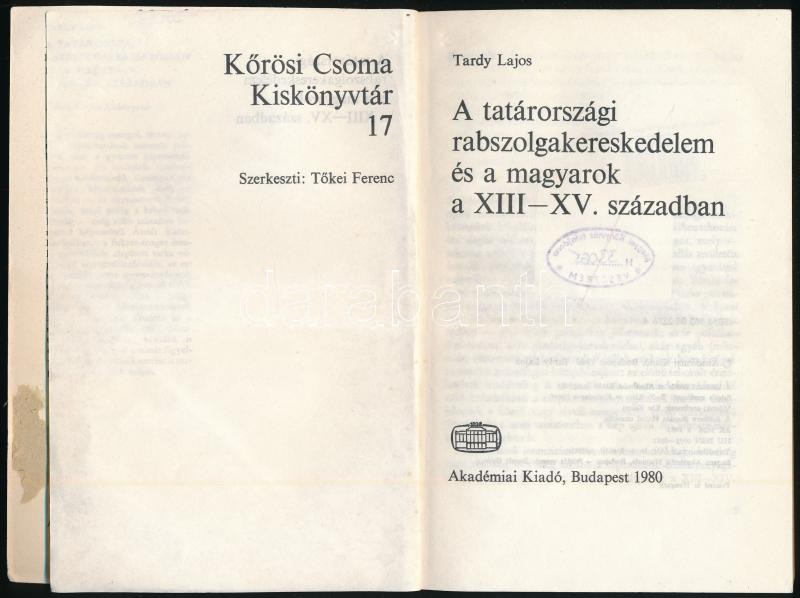 Kőrösi Csoma
Kiskönyvtár
17
Szerkeszti: Tőkei Ferenc
Tardy Lajos
A tatárországi
rabszolgakereskedelem
és a magyarok
a XIII–XV. században
Akadémiai Kiadó, Budapest 1980
darabanth